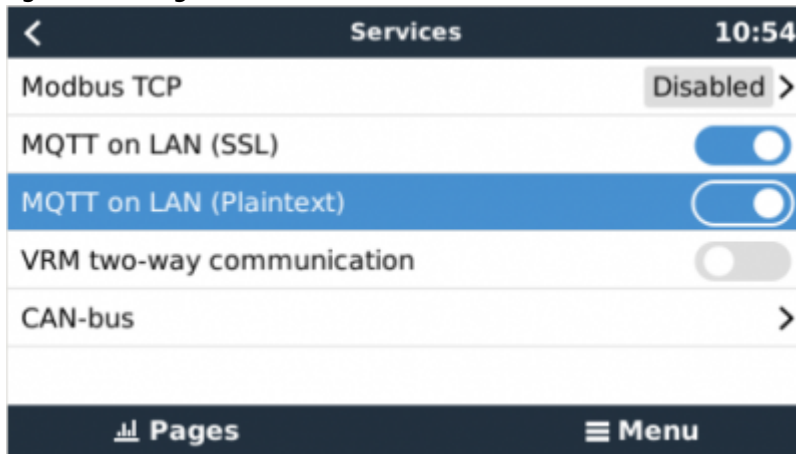 Services 10:54
Modbus TCP Disabled
MQTT on LAN (SSL)
MQTT on LAN (Plaintext)
VRM two-way communication
CAN-bus
Pages Menu